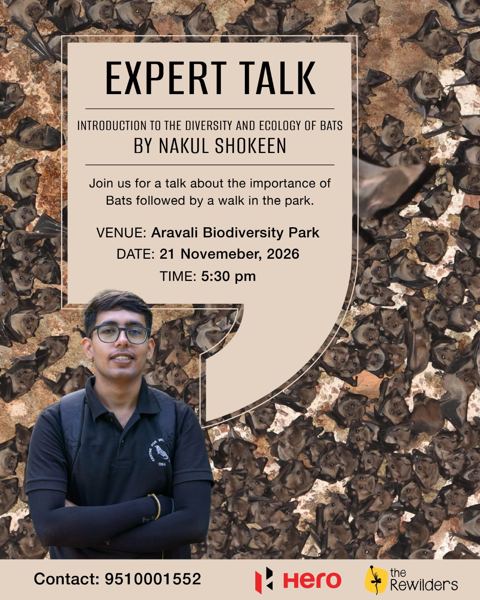 EXPERT TALK
INTRODUCTION TO THE DIVERSITY AND ECOLOGY OF BATS
BY NAKUL SHOKEEN
Join us for a talk about the importance of
Bats followed by a walk in the park.
VENUE: Aravali Biodiversity Park
DATE: 21 Novemeber, 2026
TIME: 5:30 pm
Contact: 9510001552
Hero
the
Rewilders